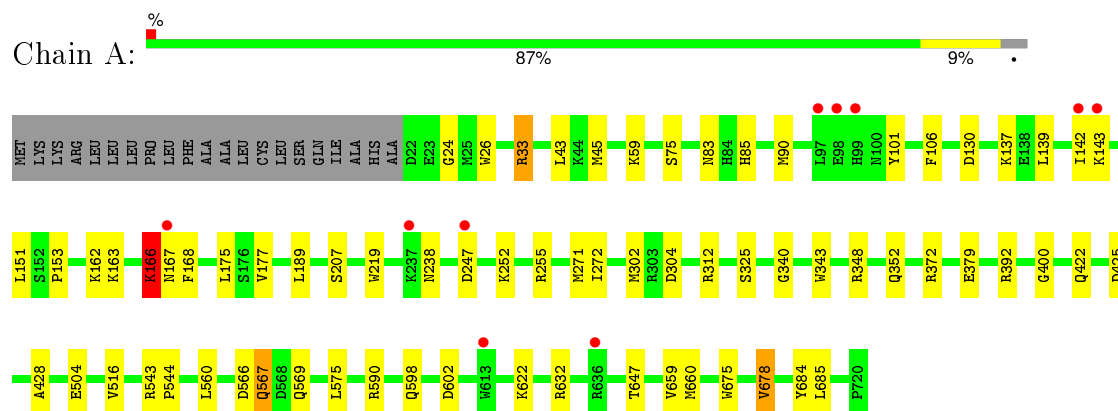 %
Chain A:
87% 9% •
MET LYS LYS ARG LEU LEU LEU PRO LEU PHE ALA ALA LEU CYS LEU SER GLN ILE ALA HIS ALA D22 E23 G24 M25 W26 R33 L43 K44 M45 K59 S75 N83 H84 H85 M90 L97 E98 H99 N100 Y101 F106 D130 K137 E138 L139 I142 K143
L151 S152 P153 K162 K163 K166 N167 F168 L175 S176 V177 L189 S207 W219 K237 N238 D247 K252 R255 M271 I272 M302 R303 D304 R312 S325 G340 W343 R348 Q352 R372 E379 R392 G400 Q422 D425
A428 E504 V516 R543 P544 L560 D566 Q567 D568 Q569 L575 R590 Q598 D602 W613 K622 R632 R636 T647 V659 M660 W675 V678 Y684 L685 P720